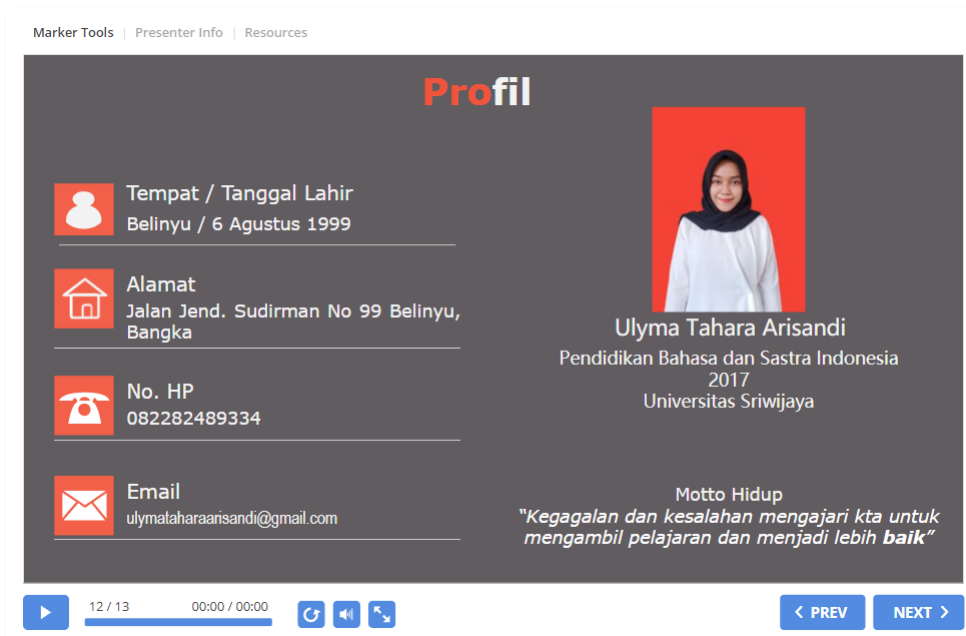 Marker Tools | Presenter Info | Resources
Profil
Tempat / Tanggal Lahir
Belinyu / 6 Agustus 1999
Alamat
Jalan Jend. Sudirman No 99 Belinyu,
Bangka
No. HP
082282489334
Email
ulymataharaarisandi@gmail.com
Ulyma Tahara Arisandi
Pendidikan Bahasa dan Sastra Indonesia
2017
Universitas Sriwijaya
Motto Hidup
“Kegagalan dan kesalahan mengajari kta untuk
mengambil pelajaran dan menjadi lebih baik”
12 / 13
00:00 / 00:00
PREV
NEXT